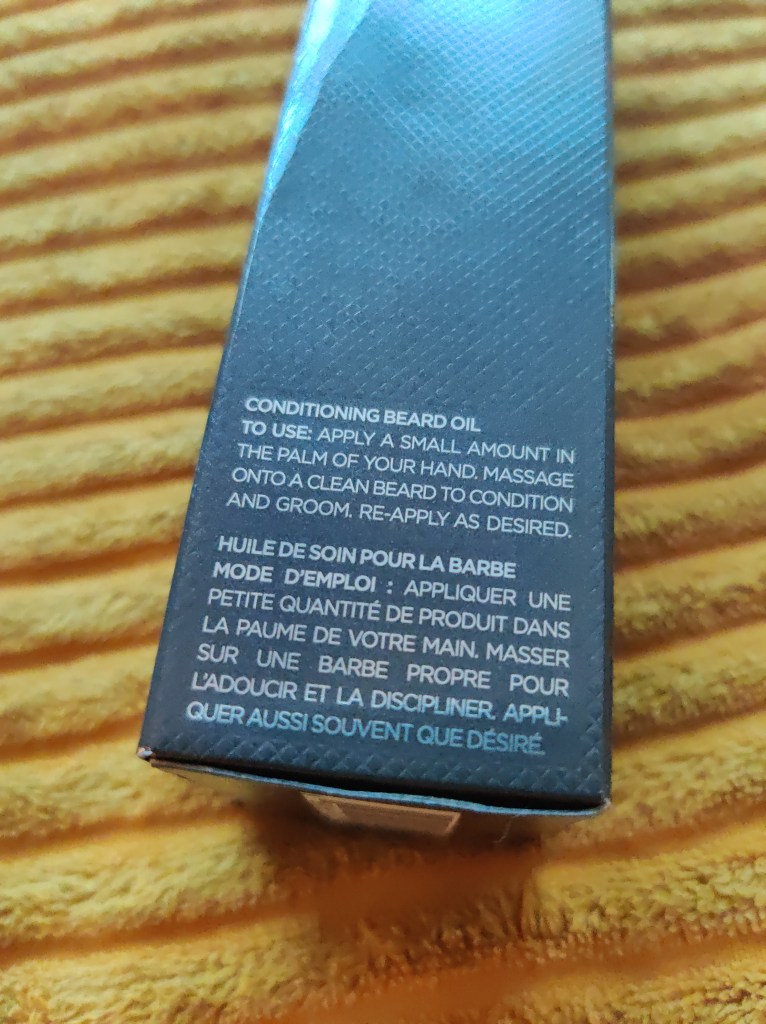 CONDITIONING BEARD OIL
TO USE: APPLY A SMALL AMOUNT IN
THE PALM OF YOUR HAND. MASSAGE
ONTO A CLEAN BEARD TO CONDITION
AND GROOM. RE-APPLY AS DESIRED.
HUILE DE SOIN POUR LA BARBE
MODE D'EMPLOI : APPLIQUER UNE
PETITE QUANTITÉ DE PRODUIT DANS
LA PAUME DE VOTRE MAIN. MASSER
SUR UNE BARBE PROPRE POUR
L'ADOUCIR ET LA DISCIPLINER. APPLI-
QUER AUSSI SOUVENT QUE DÉSIRÉ.